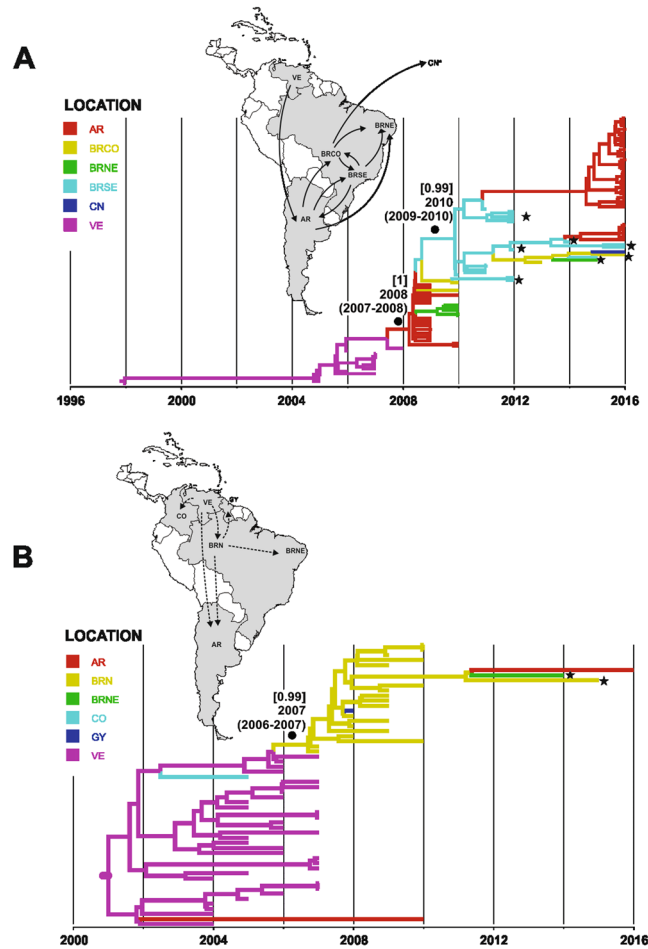 A
CN*
VE
BRNE
BRCO
BRSE
AR
LOCATION
AR
BRCO
BRNE
BRSE
CN
VE
[0.99]
2010
(2009-2010)
[1]
2008
(2007-2008)
1996 2000 2004 2008 2012 2016
B
GY
VE
CO
BRN
BRNE
AR
LOCATION
AR
BRN
BRNE
CO
GY
VE
[0.99]
2007
(2006-2007)
2000 2004 2008 2012 2016